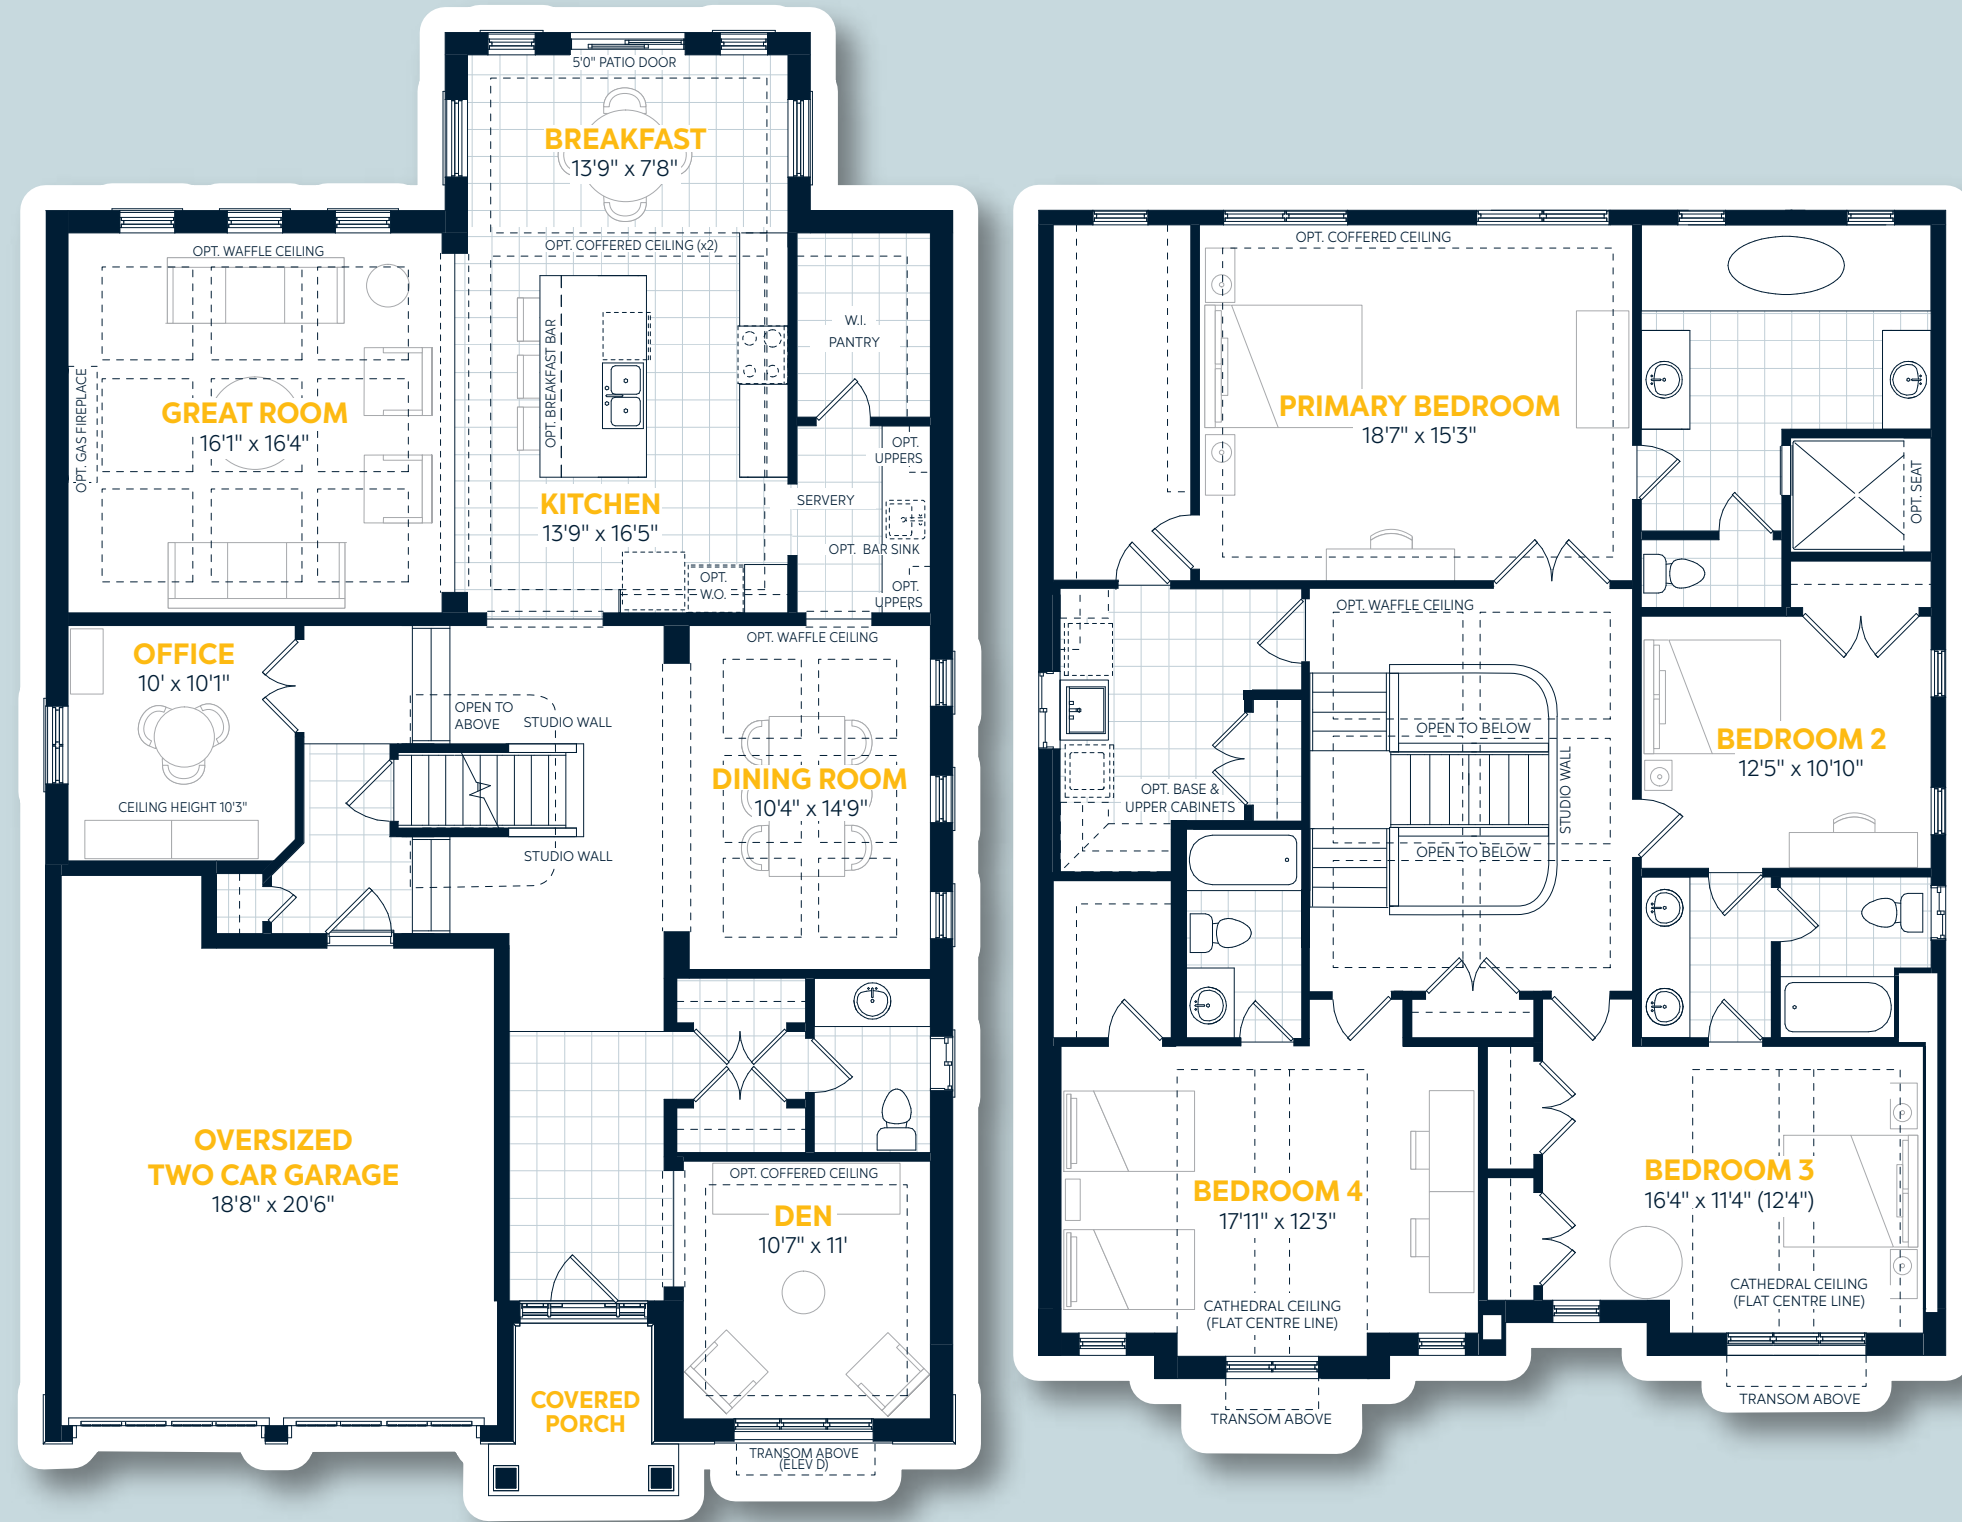 5'0" PATIO DOOR
BREAKFAST
13'9" x 7'8"
OPT. WAFFLE CEILING
OPT. COFFERED CEILING (x2)
W.I.
PANTRY
OPT. BREAKFAST BAR
OPT. GAS FIREPLACE
GREAT ROOM
16'1" x 16'4"
OPT.
UPPERS
KITCHEN
13'9" x 16'5"
SERVERY
OPT. BAR SINK
OPT.
W.O.
OPT.
UPPERS
OFFICE
10' x 10'1"
CEILING HEIGHT 10'3"
OPEN TO
ABOVE
STUDIO WALL
STUDIO WALL
OPT. WAFFLE CEILING
DINING ROOM
10'4" x 14'9"
OVERSIZED
TWO CAR GARAGE
18'8" x 20'6"
OPT. COFFERED CEILING
DEN
10'7" x 11'
COVERED
PORCH
TRANSOM ABOVE
(ELEV D)
OPT. COFFERED CEILING
PRIMARY BEDROOM
18'7" x 15'3"
OPT. SEAT
OPT. WAFFLE CEILING
OPEN TO BELOW
STUDIO WALL
OPEN TO BELOW
OPT. BASE &
UPPER CABINETS
BEDROOM 2
12'5" x 10'10"
BEDROOM 4
17'11" x 12'3"
CATHEDRAL CEILING
(FLAT CENTRE LINE)
TRANSOM ABOVE
BEDROOM 3
16'4" x 11'4" (12'4")
CATHEDRAL CEILING
(FLAT CENTRE LINE)
TRANSOM ABOVE